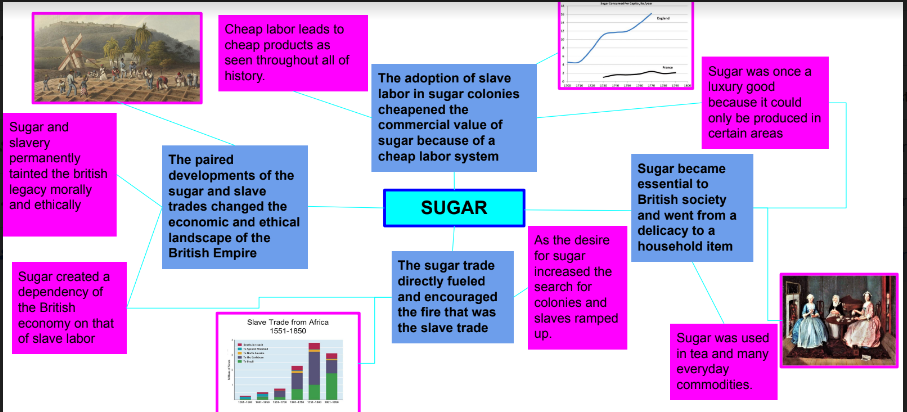 Cheap labor leads to
cheap products as
seen throughout all of
history.
Sugar Consumed Per Capita, lbs/year
England
France
The adoption of slave
labor in sugar colonies
cheapened the
commercial value of
sugar because of a
cheap labor system
Sugar was once a
luxury good
because it could
only be produced in
certain areas
Sugar and
slavery
permanently
tainted the british
legacy morally
and ethically
The paired
developments of the
sugar and slave
trades changed the
economic and ethical
landscape of the
British Empire
SUGAR
Sugar became
essential to
British society
and went from a
delicacy to a
household item
Sugar created a
dependency of
the British
economy on that
of slave labor
The sugar trade
directly fueled
and encouraged
the fire that was
the slave trade
As the desire
for sugar
increased the
search for
colonies and
slaves ramped
up.
Slave Trade from Africa
1551-1850
Sugar was used
in tea and many
everyday
commodities.